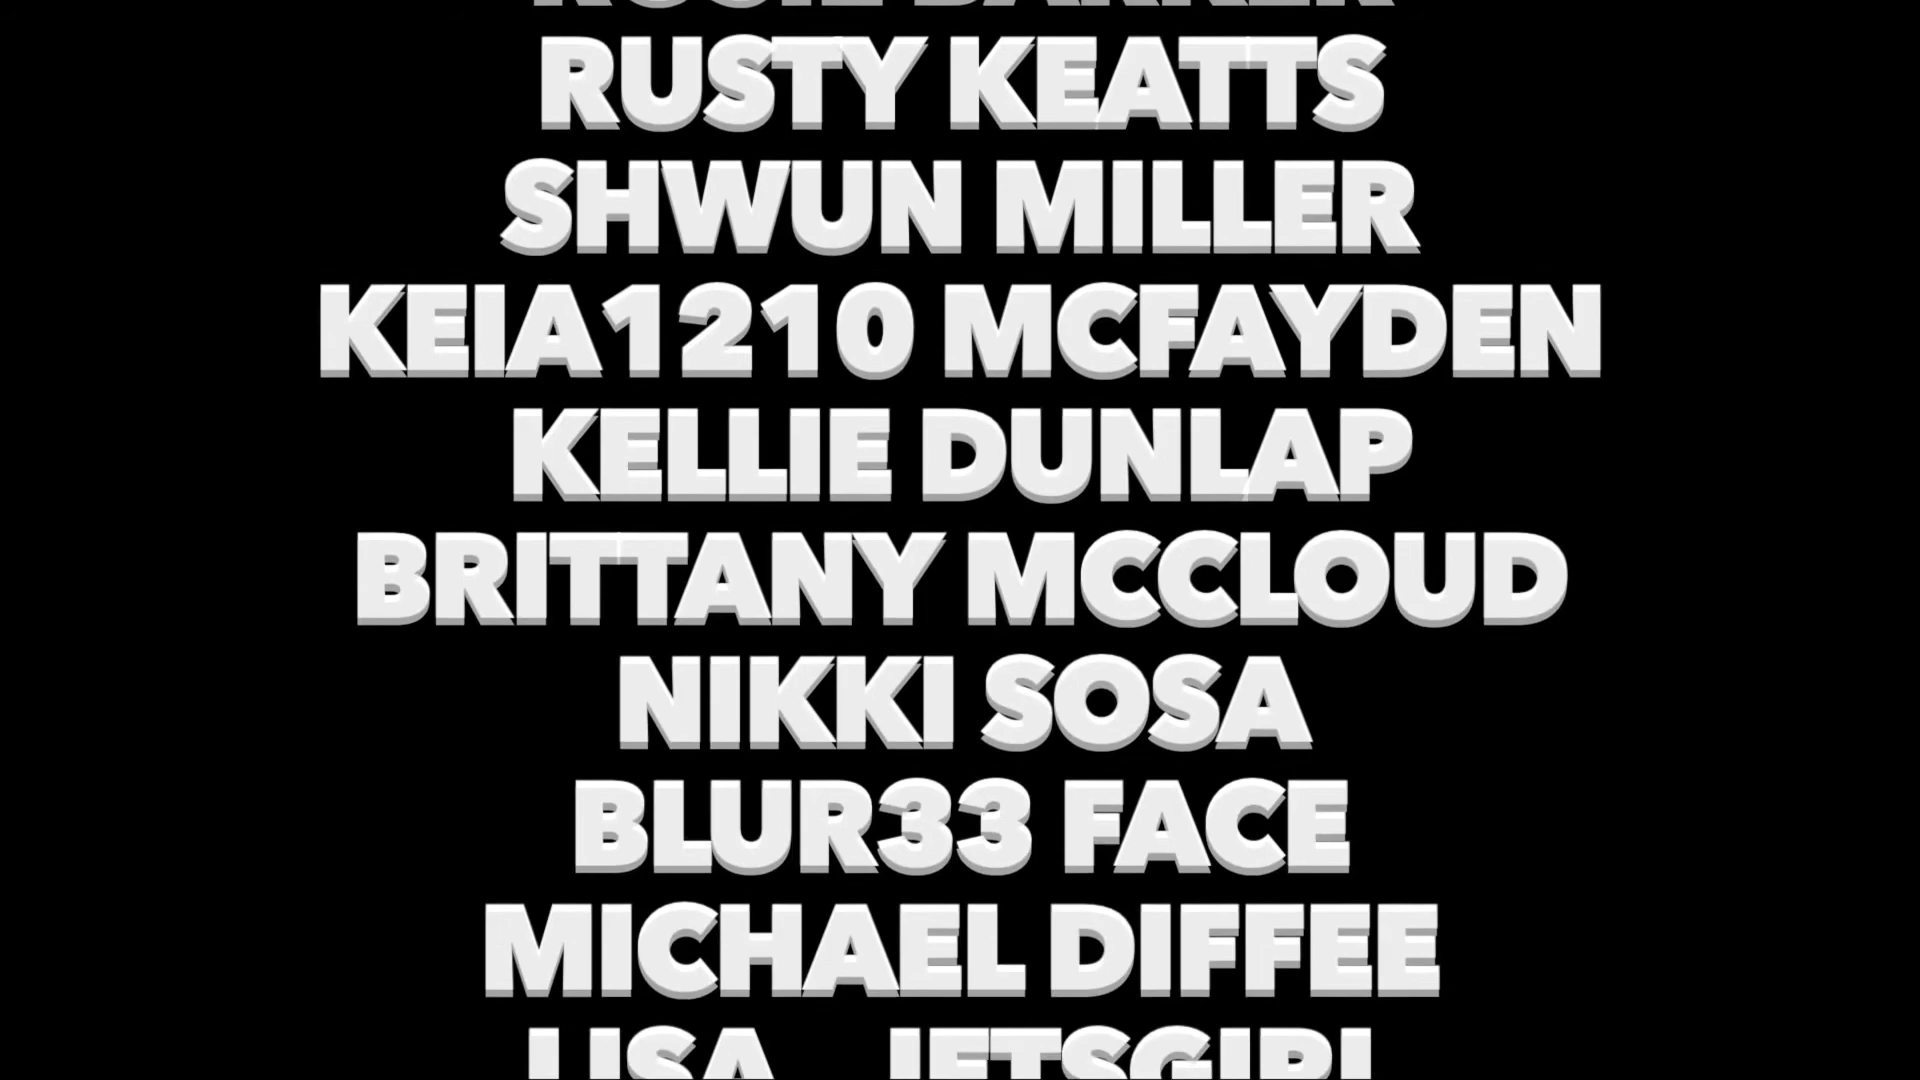 RUSTY KEATTS
SHWUN MILLER
KEIA1210 MCFAYDEN
KELLIE DUNLAP
BRITTANY MCCLOUD
NIKKI SOSA
BLUR33 FACE
MICHAEL DIFFEE